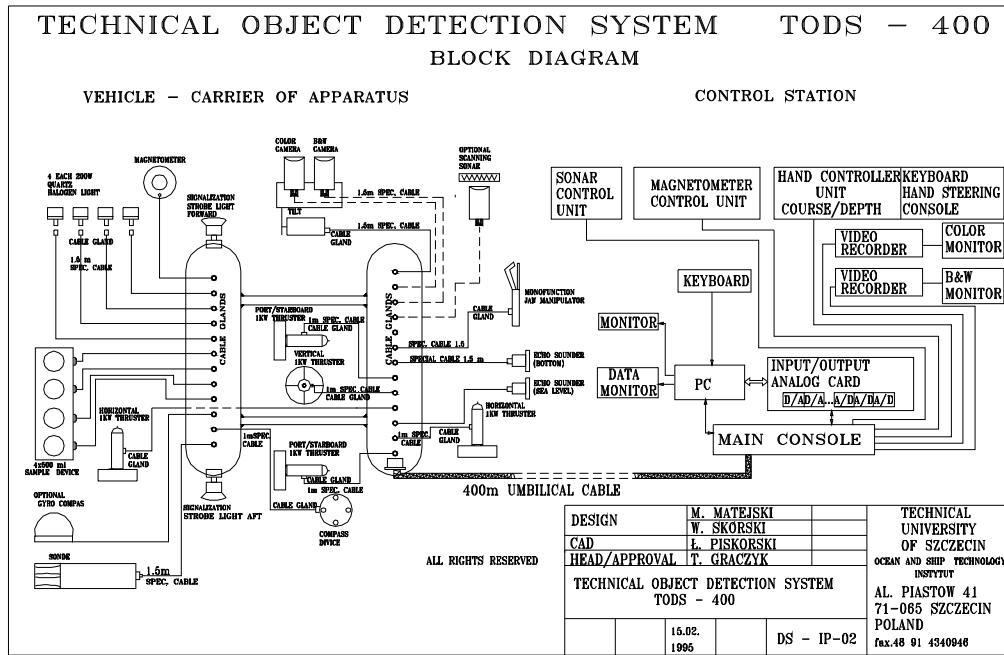 TECHNICAL OBJECT DETECTION SYSTEM TODS - 400
BLOCK DIAGRAM
VEHICLE - CARRIER OF APPARATUS
CONTROL STATION
4 EACH 200W
QUARTZ
HALOGEN LIGHT
MAGNETOMETER
SIGNALIZATION
STROBE LIGHT
FORWARD
COLOR
CAMERA
B&W
CAMERA
OPTIONAL
SCANNING
SONAR
1.5m SPEC. CABLE
TILT
1.5m SPEC. CABLE
CABLE
GLAND
CABLE GLAND
1.5 m
SPEC. CABLE
CABLE GLANDS
CABLE GLANDS
PORT/STARBOARD
1KW THRUSTER
1m SPEC. CABLE
CABLE GLAND
VERTICAL
1KW THRUSTER
1m SPEC.CABLE
CABLE GLAND
CABLE
GLAND
MONOFUNCTION
JAW MANIPULATOR
SPEC. CABLE 1.5
SPECIAL CABLE 1.5 m
ECHO SOUNDER
(BOTTOM)
ECHO SOUNDER
(SEA LEVEL)
HORIZONTAL
1KW THRUSTER
1m SPEC.
CABLE
CABLE
GLAND
HORIZONTAL
1KW THRUSTER
CABLE
GLAND
4x500 ml
SAMPLE DEVICE
1mSPEC.
CABLE
PORT/STARBOARD
1KW THRUSTER
CABLE GLAND
1m SPEC. CABLE
CABLE GLAND
COMPASS
DIVICE
SIGNALIZATION
STROBE LIGHT AFT
OPTIONAL
GYRO COMPAS
SONDE
1.5m
SPEC. CABLE
400m UMBILICAL CABLE
ALL RIGHTS RESERVED
SONAR
CONTROL
UNIT
MAGNETOMETER
CONTROL UNIT
HAND CONTROLLER
UNIT
COURSE/DEPTH
KEYBOARD
HAND STEERING
CONSOLE
VIDEO
RECORDER
COLOR
MONITOR
VIDEO
RECORDER
B&W
MONITOR
KEYBOARD
MONITOR
DATA
MONITOR
PC
INPUT/OUTPUT
ANALOG CARD
D/AD/A...A/DA/DA/D
MAIN CONSOLE
DESIGN
M. MATEJSKI
W. SKÓRSKI
CAD
Ł. PISKORSKI
HEAD/APPROVAL
T. GRACZYK
TECHNICAL OBJECT DETECTION SYSTEM
TODS - 400
15.02.
1995
DS - IP-02
TECHNICAL
UNIVERSITY
OF SZCZECIN
OCEAN AND SHIP TECHNOLOGY
INSTYTUT
AL. PIASTOW 41
71-065 SZCZECIN
POLAND
fax.48 91 4340946